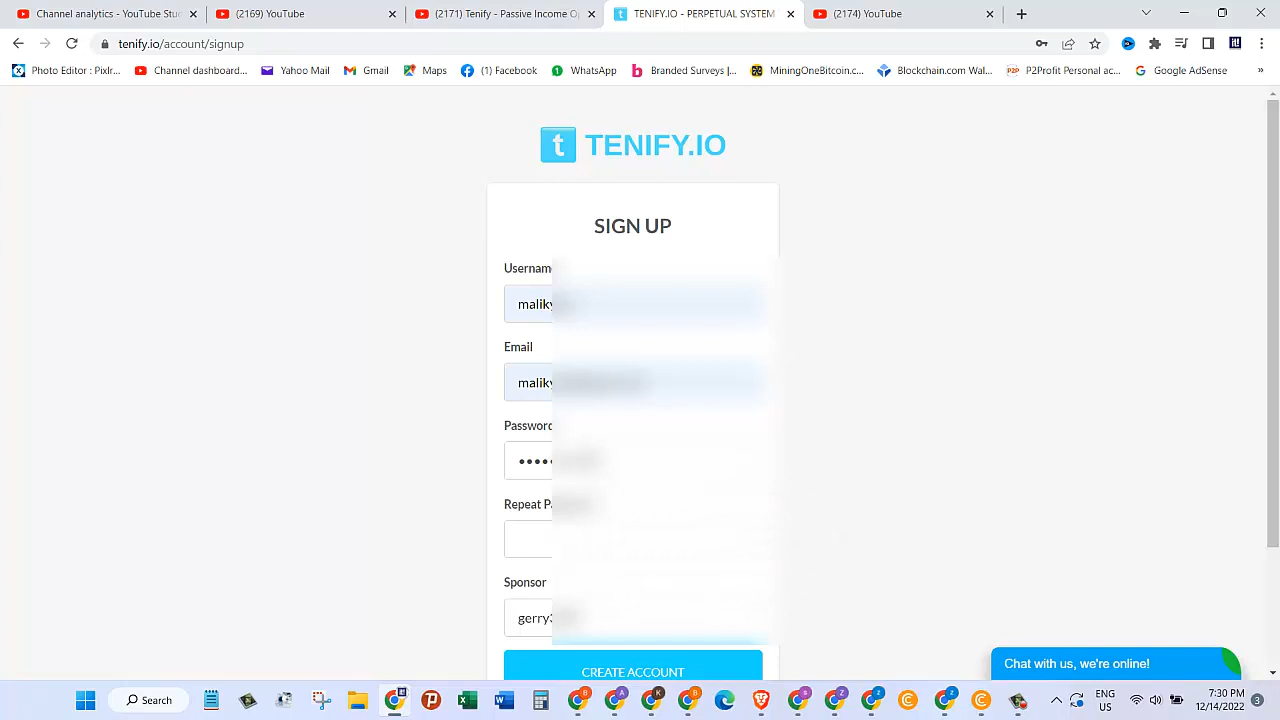 Channel analytics - YouTube Stu
(2169) YouTube
Tenify - Passive Income O
TENIFY.IO - PERPETUAL SYSTEM
(2174) YouTube
tenify.io/account/signup
Photo Editor : Pixlr...
Channel dashboard...
Yahoo Mail
Gmail
Maps
(1) Facebook
WhatsApp
Branded Surveys |...
MiningOneBitcoin.c...
Blockchain.com Wal...
P2P
P2Profit Personal ac...
Google AdSense
»
t TENIFY.IO
SIGN UP
Username
maliky
Email
maliky
Password
Repeat P
Sponsor
gerry
CREATE ACCOUNT
Chat with us, we're online!
Search
ENG
US
7:30 PM
12/14/2022
3